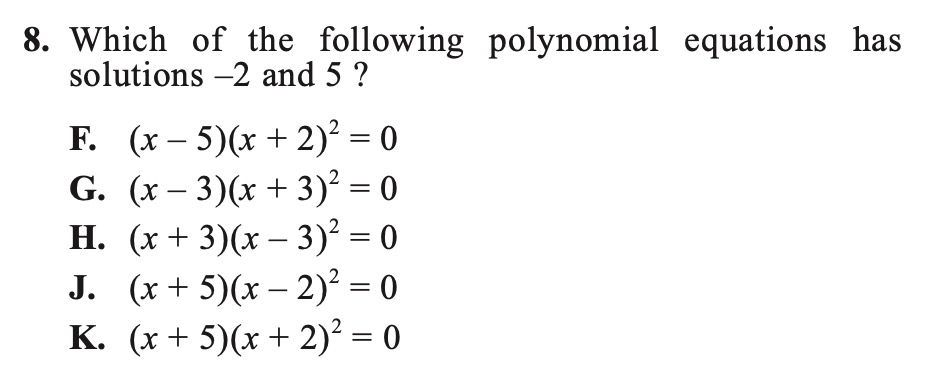 8. Which of the following polynomial equations has
solutions –2 and 5 ?
F. (x – 5)(x + 2)² = 0
G. (x – 3)(x + 3)² = 0
H. (x + 3)(x – 3)² = 0
J. (x + 5)(x – 2)² = 0
K. (x + 5)(x + 2)² = 0